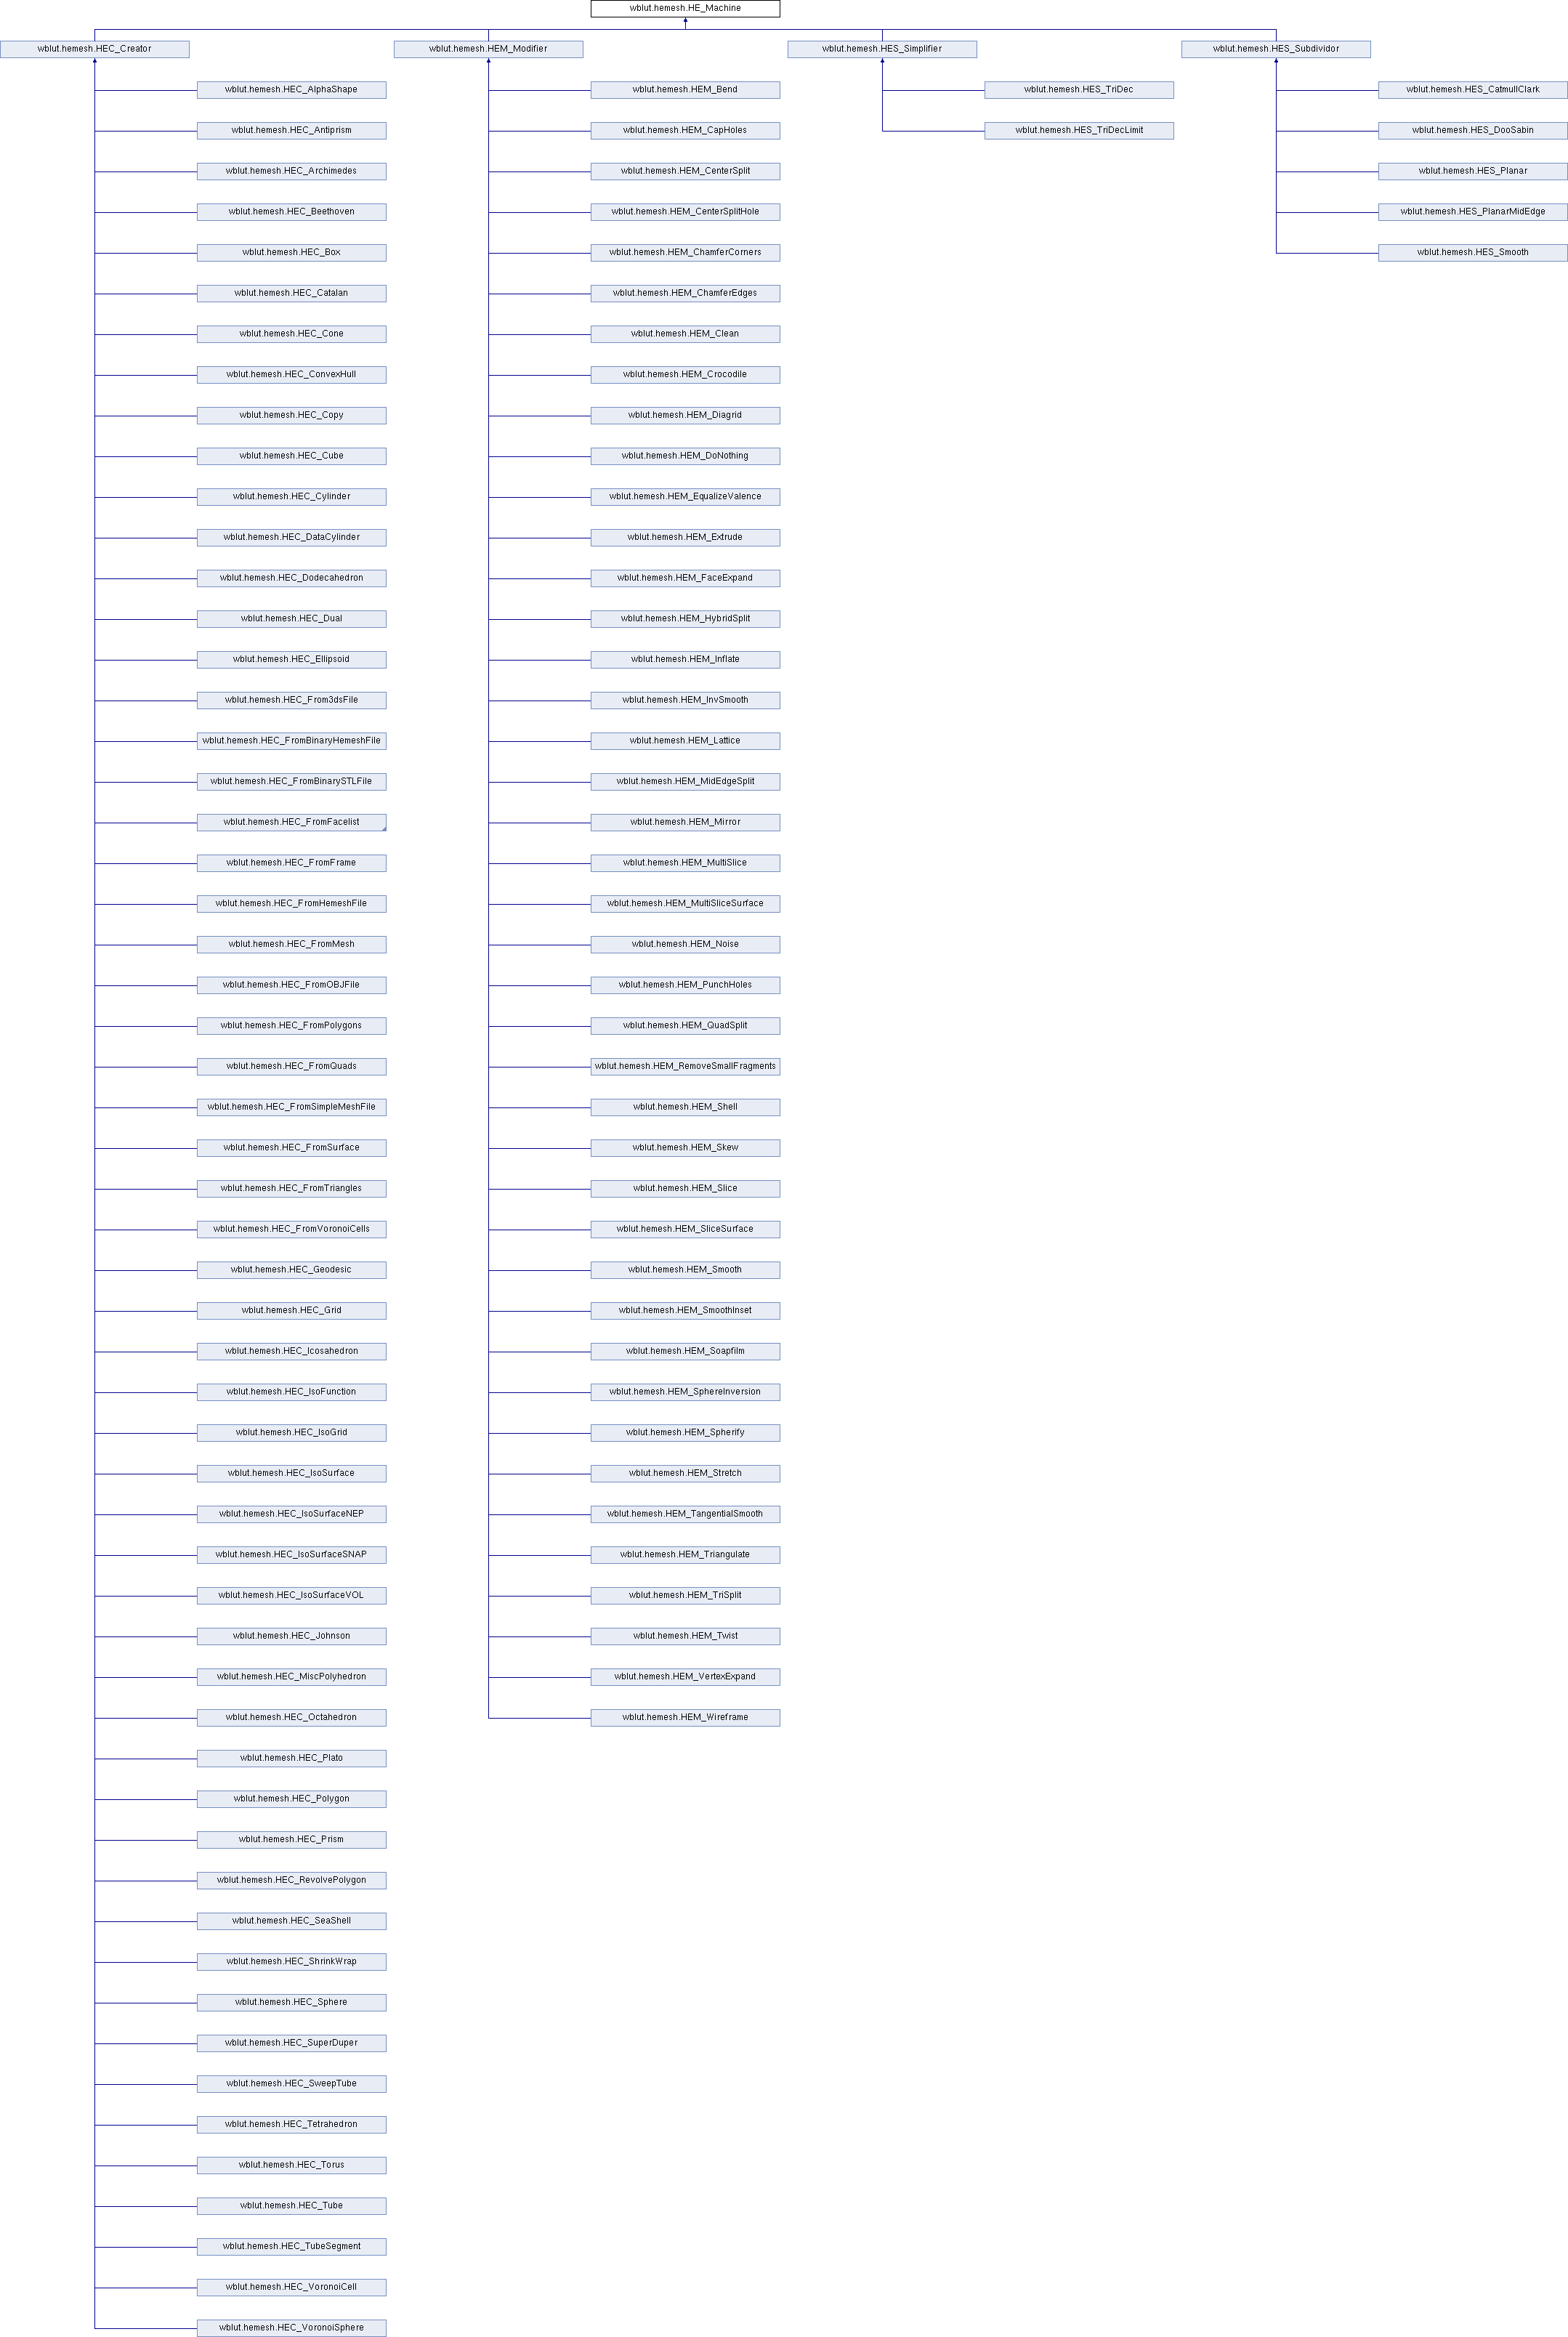 wblut.hemesh.HE_Machine
wblut.hemesh.HEC_Creator
wblut.hemesh.HEM_Modifier
wblut.hemesh.HES_Simplifier
wblut.hemesh.HES_Subdividor
wblut.hemesh.HEC_AlphaShape
wblut.hemesh.HEM_Bend
wblut.hemesh.HES_TriDec
wblut.hemesh.HES_CatmullClark
wblut.hemesh.HEC_Antiprism
wblut.hemesh.HEM_CapHoles
wblut.hemesh.HES_TriDecLimit
wblut.hemesh.HES_DooSabin
wblut.hemesh.HEC_Archimedes
wblut.hemesh.HEM_CenterSplit
wblut.hemesh.HES_Planar
wblut.hemesh.HEC_Beethoven
wblut.hemesh.HEM_CenterSplitHole
wblut.hemesh.HES_PlanarMidEdge
wblut.hemesh.HEC_Box
wblut.hemesh.HEM_ChamferCorners
wblut.hemesh.HES_Smooth
wblut.hemesh.HEC_Catalan
wblut.hemesh.HEM_ChamferEdges
wblut.hemesh.HEC_Cone
wblut.hemesh.HEM_Clean
wblut.hemesh.HEC_ConvexHull
wblut.hemesh.HEM_Crocodile
wblut.hemesh.HEC_Copy
wblut.hemesh.HEM_Diagrid
wblut.hemesh.HEC_Cube
wblut.hemesh.HEM_DoNothing
wblut.hemesh.HEC_Cylinder
wblut.hemesh.HEM_EqualizeValence
wblut.hemesh.HEC_DataCylinder
wblut.hemesh.HEM_Extrude
wblut.hemesh.HEC_Dodecahedron
wblut.hemesh.HEM_FaceExpand
wblut.hemesh.HEC_Dual
wblut.hemesh.HEM_HybridSplit
wblut.hemesh.HEC_Ellipsoid
wblut.hemesh.HEM_Inflate
wblut.hemesh.HEC_From3dsFile
wblut.hemesh.HEM_InvSmooth
wblut.hemesh.HEC_FromBinaryHemeshFile
wblut.hemesh.HEM_Lattice
wblut.hemesh.HEC_FromBinarySTLFile
wblut.hemesh.HEM_MidEdgeSplit
wblut.hemesh.HEC_FromFacelist
wblut.hemesh.HEM_Mirror
wblut.hemesh.HEC_FromFrame
wblut.hemesh.HEM_MultiSlice
wblut.hemesh.HEC_FromHemeshFile
wblut.hemesh.HEM_MultiSliceSurface
wblut.hemesh.HEC_FromMesh
wblut.hemesh.HEM_Noise
wblut.hemesh.HEC_FromOBJFile
wblut.hemesh.HEM_PunchHoles
wblut.hemesh.HEC_FromPolygons
wblut.hemesh.HEM_QuadSplit
wblut.hemesh.HEC_FromQuads
wblut.hemesh.HEM_RemoveSmallFragments
wblut.hemesh.HEC_FromSimpleMeshFile
wblut.hemesh.HEM_Shell
wblut.hemesh.HEC_FromSurface
wblut.hemesh.HEM_Skew
wblut.hemesh.HEC_FromTriangles
wblut.hemesh.HEM_Slice
wblut.hemesh.HEC_FromVoronoiCells
wblut.hemesh.HEM_SliceSurface
wblut.hemesh.HEC_Geodesic
wblut.hemesh.HEM_Smooth
wblut.hemesh.HEC_Grid
wblut.hemesh.HEM_SmoothInset
wblut.hemesh.HEC_Icosahedron
wblut.hemesh.HEM_Soapfilm
wblut.hemesh.HEC_IsoFunction
wblut.hemesh.HEM_SphereInversion
wblut.hemesh.HEC_IsoGrid
wblut.hemesh.HEM_Spherify
wblut.hemesh.HEC_IsoSurface
wblut.hemesh.HEM_Stretch
wblut.hemesh.HEC_IsoSurfaceNEP
wblut.hemesh.HEM_TangentialSmooth
wblut.hemesh.HEC_IsoSurfaceSNAP
wblut.hemesh.HEM_Triangulate
wblut.hemesh.HEC_IsoSurfaceVOL
wblut.hemesh.HEM_TriSplit
wblut.hemesh.HEC_Johnson
wblut.hemesh.HEM_Twist
wblut.hemesh.HEC_MiscPolyhedron
wblut.hemesh.HEM_VertexExpand
wblut.hemesh.HEC_Octahedron
wblut.hemesh.HEM_Wireframe
wblut.hemesh.HEC_Plato
wblut.hemesh.HEC_Polygon
wblut.hemesh.HEC_Prism
wblut.hemesh.HEC_RevolvePolygon
wblut.hemesh.HEC_SeaShell
wblut.hemesh.HEC_ShrinkWrap
wblut.hemesh.HEC_Sphere
wblut.hemesh.HEC_SuperDuper
wblut.hemesh.HEC_SweepTube
wblut.hemesh.HEC_Tetrahedron
wblut.hemesh.HEC_Torus
wblut.hemesh.HEC_Tube
wblut.hemesh.HEC_TubeSegment
wblut.hemesh.HEC_VoronoiCell
wblut.hemesh.HEC_VoronoiSphere